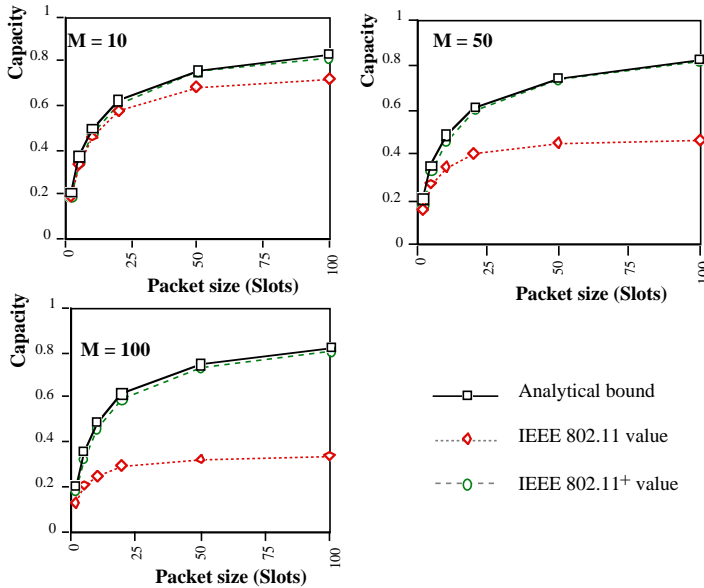 Capacity
1
0.8
0.6
0.4
0.2
0
M = 10
0
25
50
75
100
Packet size (Slots)
Capacity
1
0.8
0.6
0.4
0.2
0
M = 50
0
25
50
75
100
Packet size (Slots)
Capacity
1
0.8
0.6
0.4
0.2
0
M = 100
0
25
50
75
100
Packet size (Slots)
Analytical bound
IEEE 802.11 value
IEEE 802.11+ value